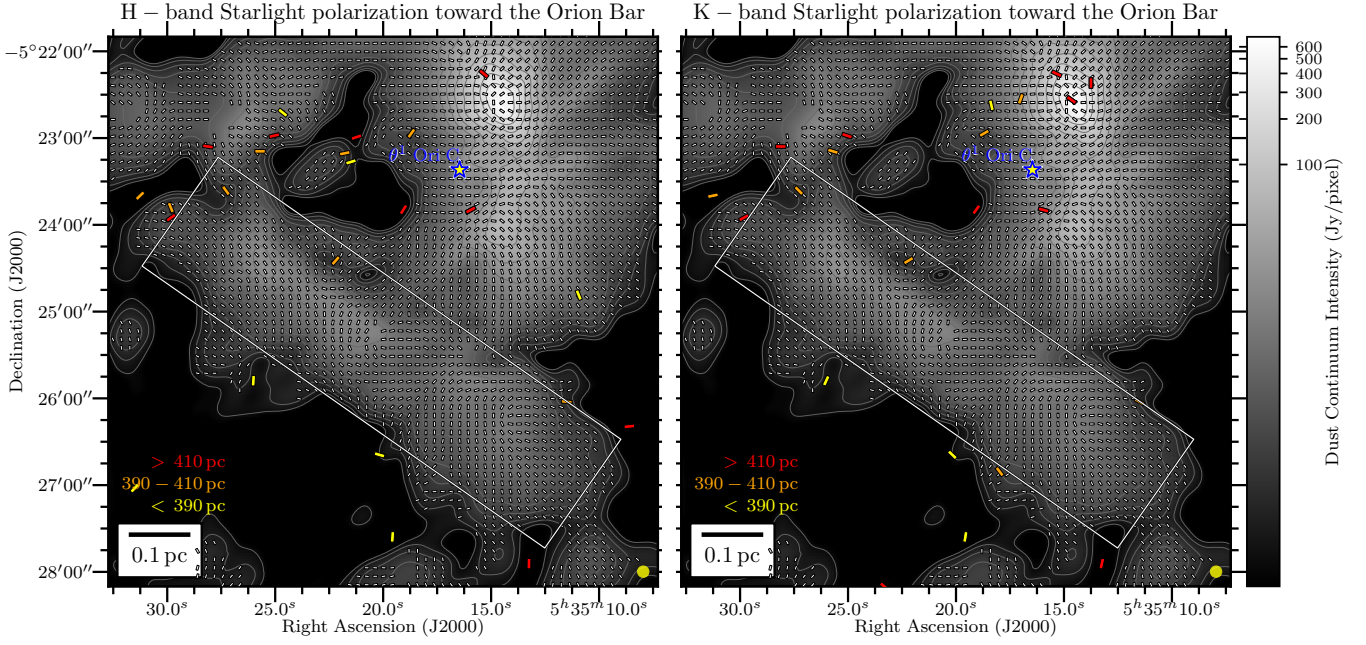 H − band Starlight polarization toward the Orion Bar
K − band Starlight polarization toward the Orion Bar
−5°22′00″
23′00″
24′00″
25′00″
26′00″
27′00″
28′00″
Declination (J2000)
θ¹ Ori C
> 410 pc
390 − 410 pc
< 390 pc
0.1 pc
30.0ˢ
25.0ˢ
20.0ˢ
15.0ˢ
5ʰ35ᵐ10.0ˢ
Right Ascension (J2000)
θ¹ Ori C
> 410 pc
390 − 410 pc
< 390 pc
0.1 pc
30.0ˢ
25.0ˢ
20.0ˢ
15.0ˢ
5ʰ35ᵐ10.0ˢ
Right Ascension (J2000)
600
500
400
300
200
100
Dust Continuum Intensity (Jy/pixel)